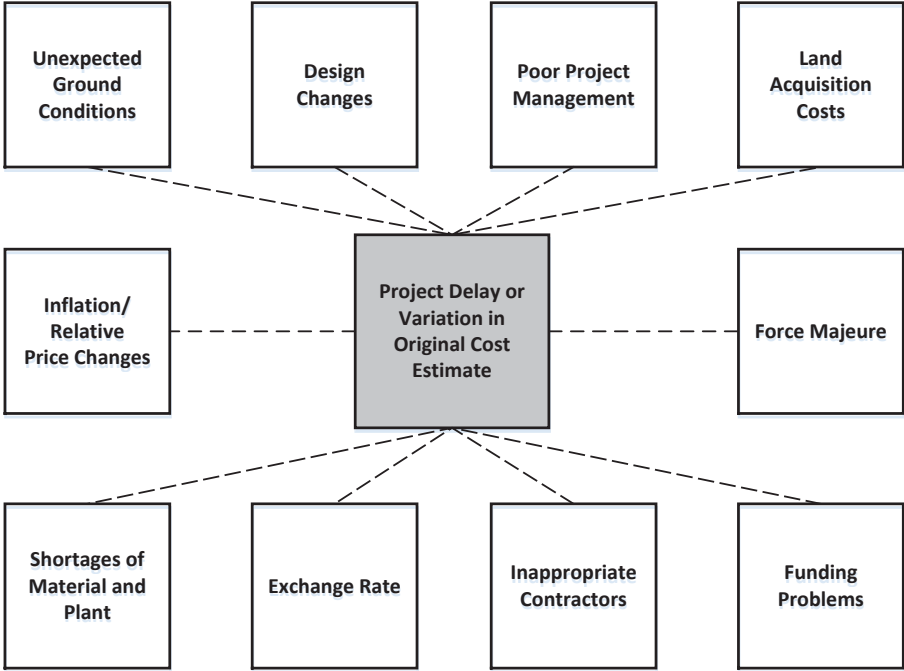 Unexpected
Ground
Conditions
Design
Changes
Poor Project
Management
Land
Acquisition
Costs
Inflation/
Relative
Price Changes
Project Delay or
Variation in
Original Cost
Estimate
Force Majeure
Shortages of
Material and
Plant
Exchange Rate
Inappropriate
Contractors
Funding
Problems